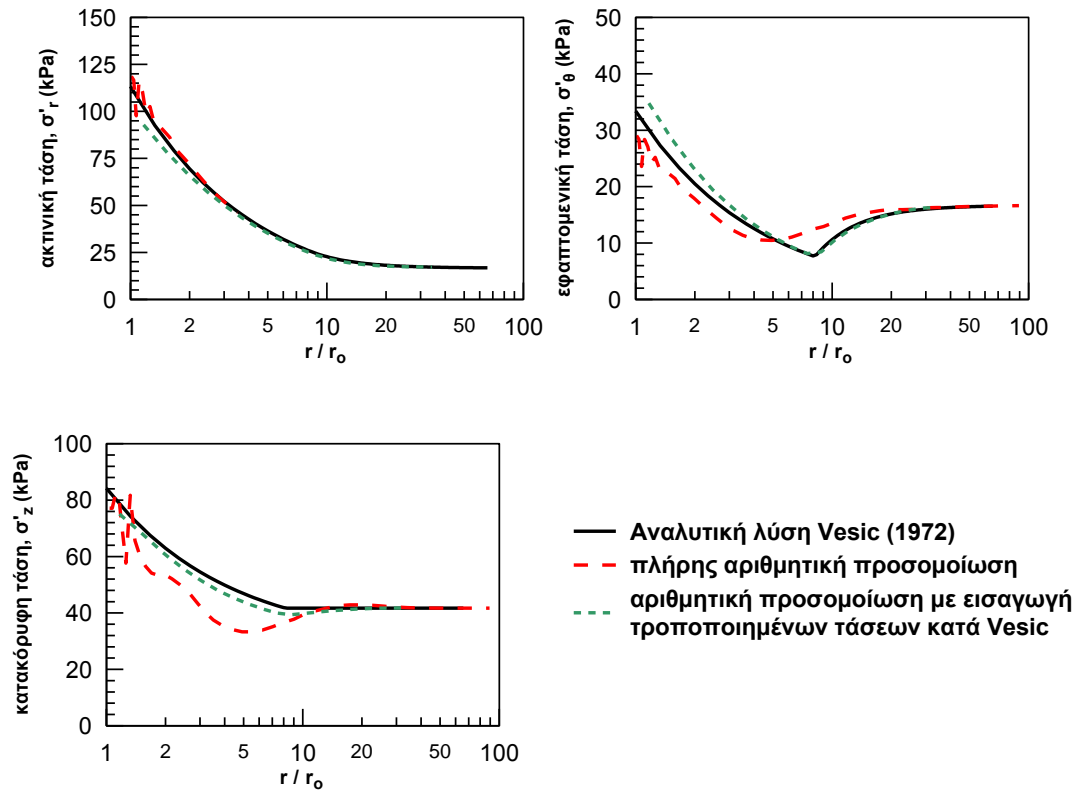 ακτινική τάση, σ'r (kPa)
150
125
100
75
50
25
0
1 2 5 10 20 50 100
r / ro
εφαπτομενική τάση, σ'θ (kPa)
50
40
30
20
10
0
1 2 5 10 20 50 100
r / ro
κατακόρυφη τάση, σ'z (kPa)
100
80
60
40
20
0
1 2 5 10 20 50 100
r / ro
Αναλυτική λύση Vesic (1972)
πλήρης αριθμητική προσομοίωση
αριθμητική προσομοίωση με εισαγωγή
τροποποιημένων τάσεων κατά Vesic